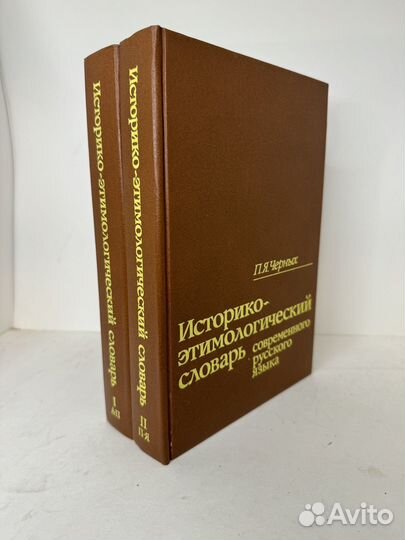 Историко-этимологический словарь
I
А-П
Историко-этимологический словарь
II
П-Я
П.Я.Черных
Историко-
этимологический
словарь современного
русского
языка
Avito